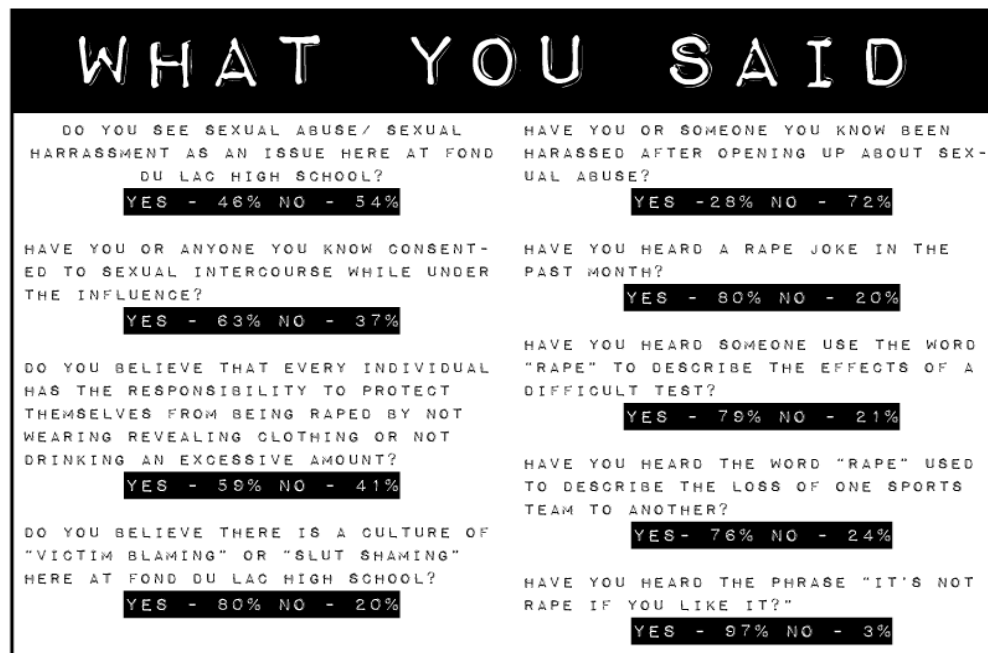 WHAT YOU SAID
DO YOU SEE SEXUAL ABUSE/ SEXUAL
HARRASSMENT AS AN ISSUE HERE AT FOND
DU LAC HIGH SCHOOL?
YES - 46% NO - 54%
HAVE YOU OR ANYONE YOU KNOW CONSENT-
ED TO SEXUAL INTERCOURSE WHILE UNDER
THE INFLUENCE?
YES - 63% NO - 37%
DO YOU BELIEVE THAT EVERY INDIVIDUAL
HAS THE RESPONSIBILITY TO PROTECT
THEMSELVES FROM BEING RAPED BY NOT
WEARING REVEALING CLOTHING OR NOT
DRINKING AN EXCESSIVE AMOUNT?
YES - 59% NO - 41%
DO YOU BELIEVE THERE IS A CULTURE OF
"VICTIM BLAMING" OR "SLUT SHAMING"
HERE AT FOND DU LAC HIGH SCHOOL?
YES - 80% NO - 20%
HAVE YOU OR SOMEONE YOU KNOW BEEN
HARASSED AFTER OPENING UP ABOUT SEX-
UAL ABUSE?
YES -28% NO - 72%
HAVE YOU HEARD A RAPE JOKE IN THE
PAST MONTH?
YES - 80% NO - 20%
HAVE YOU HEARD SOMEONE USE THE WORD
"RAPE" TO DESCRIBE THE EFFECTS OF A
DIFFICULT TEST?
YES - 79% NO - 21%
HAVE YOU HEARD THE WORD "RAPE" USED
TO DESCRIBE THE LOSS OF ONE SPORTS
TEAM TO ANOTHER?
YES- 76% NO - 24%
HAVE YOU HEARD THE PHRASE "IT'S NOT
RAPE IF YOU LIKE IT?"
YES - 97% NO - 3%